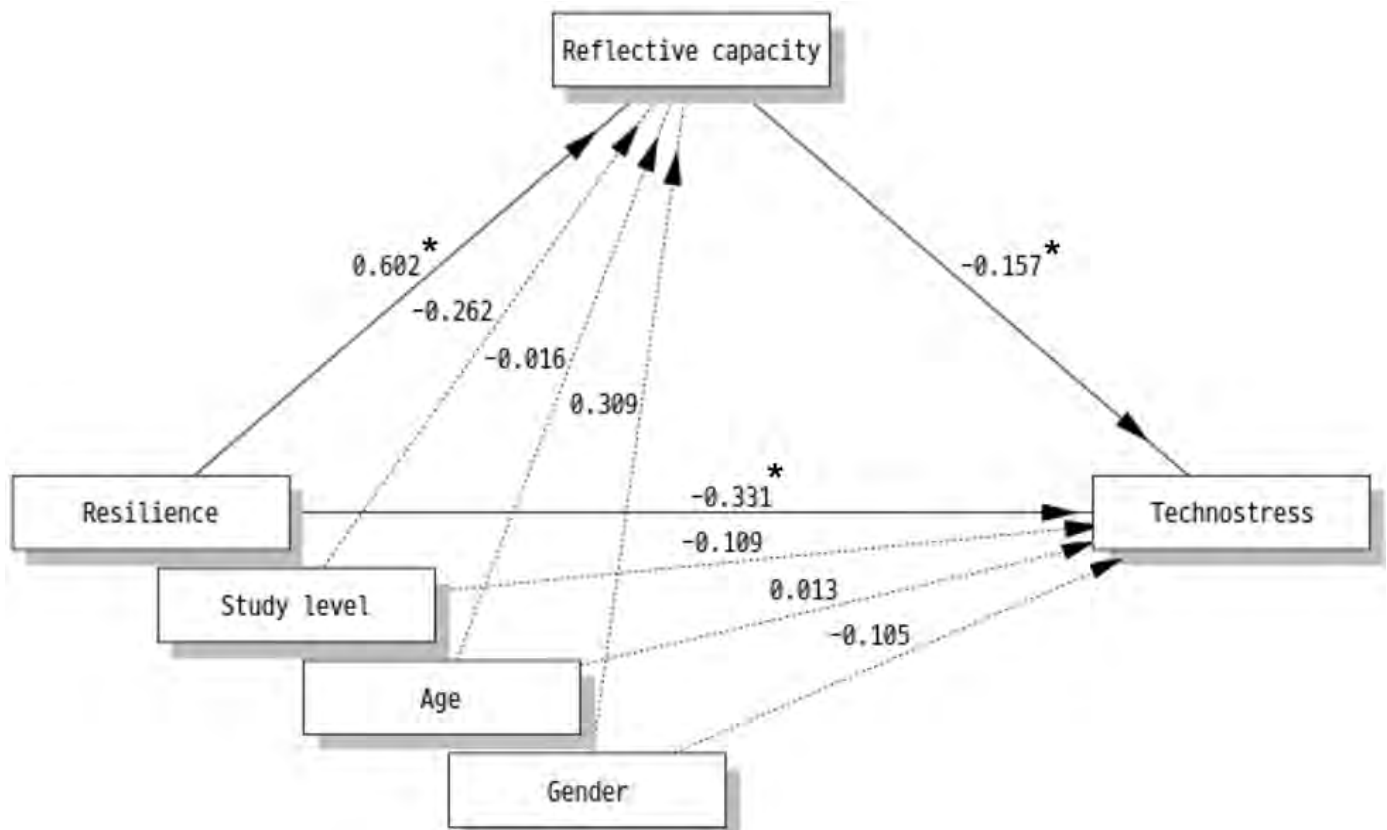 Reflective capacity
0.602*
-0.157*
-0.262
-0.016
0.309
Resilience
-0.331*
Technostress
-0.109
Study level
0.013
-0.105
Age
Gender